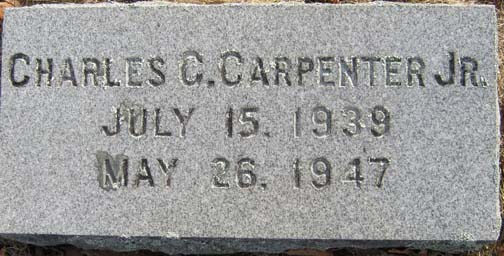 CHARLES C. CARPENTER JR.
JULY 15, 1939
MAY 26, 1947